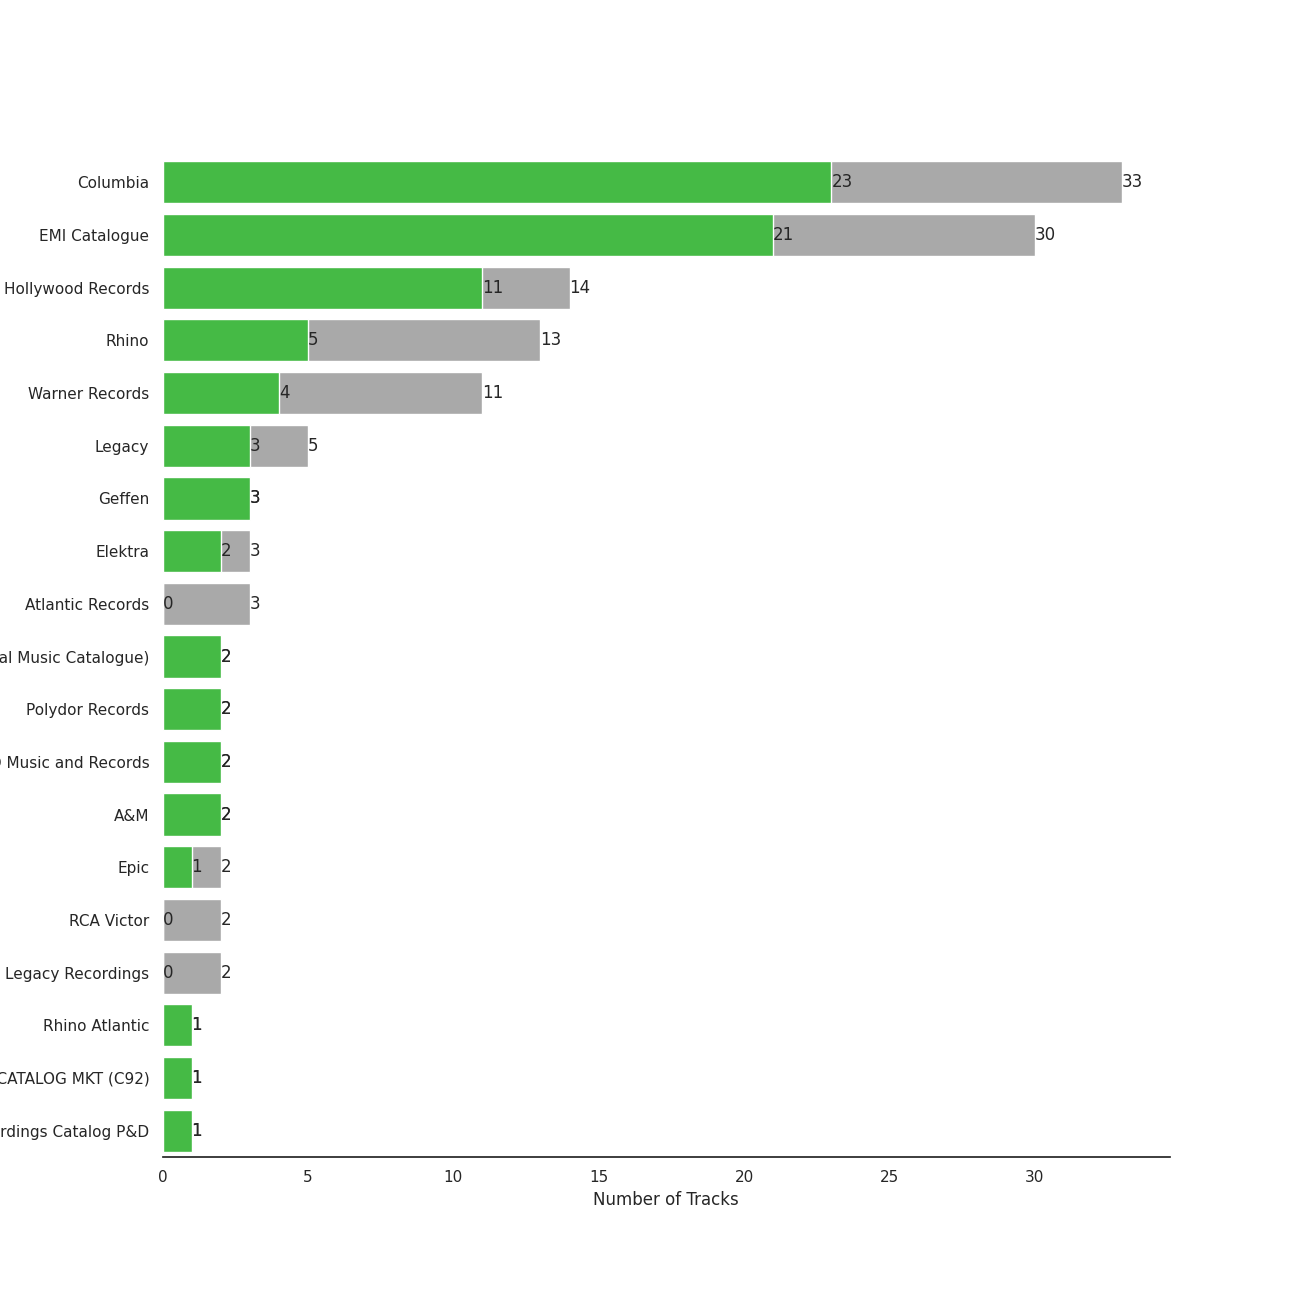 Columbia 23 33
EMI Catalogue 21 30
Hollywood Records 11 14
Rhino 5 13
Warner Records 4 11
Legacy 3 5
Geffen 3
Elektra 2 3
Atlantic Records 0 3
al Music Catalogue) 2
Polydor Records 2
Music and Records 2
A&M 2
Epic 1 2
RCA Victor 0 2
Legacy Recordings 0 2
Rhino Atlantic 1
CATALOG MKT (C92) 1
rdings Catalog P&D 1
0 5 10 15 20 25 30
Number of Tracks